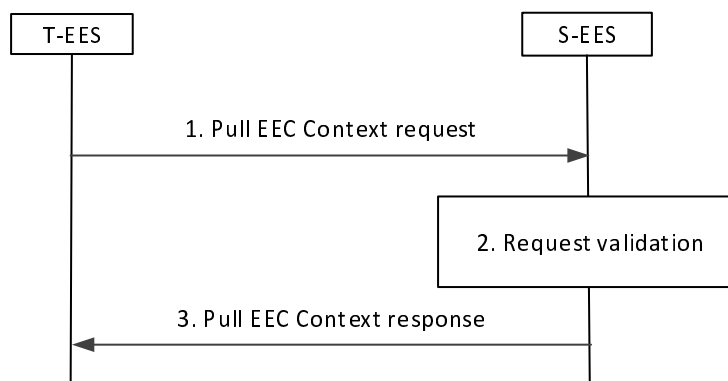 T-EES
S-EES
1. Pull EEC Context request
2. Request validation
3. Pull EEC Context response